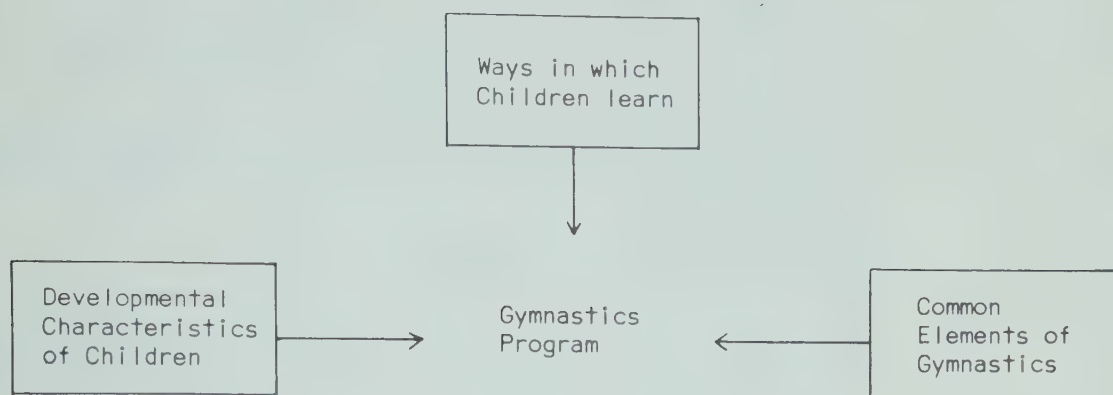 Ways in which
Children learn
Developmental
Characteristics
of Children
Gymnastics
Program
Common
Elements of
Gymnastics